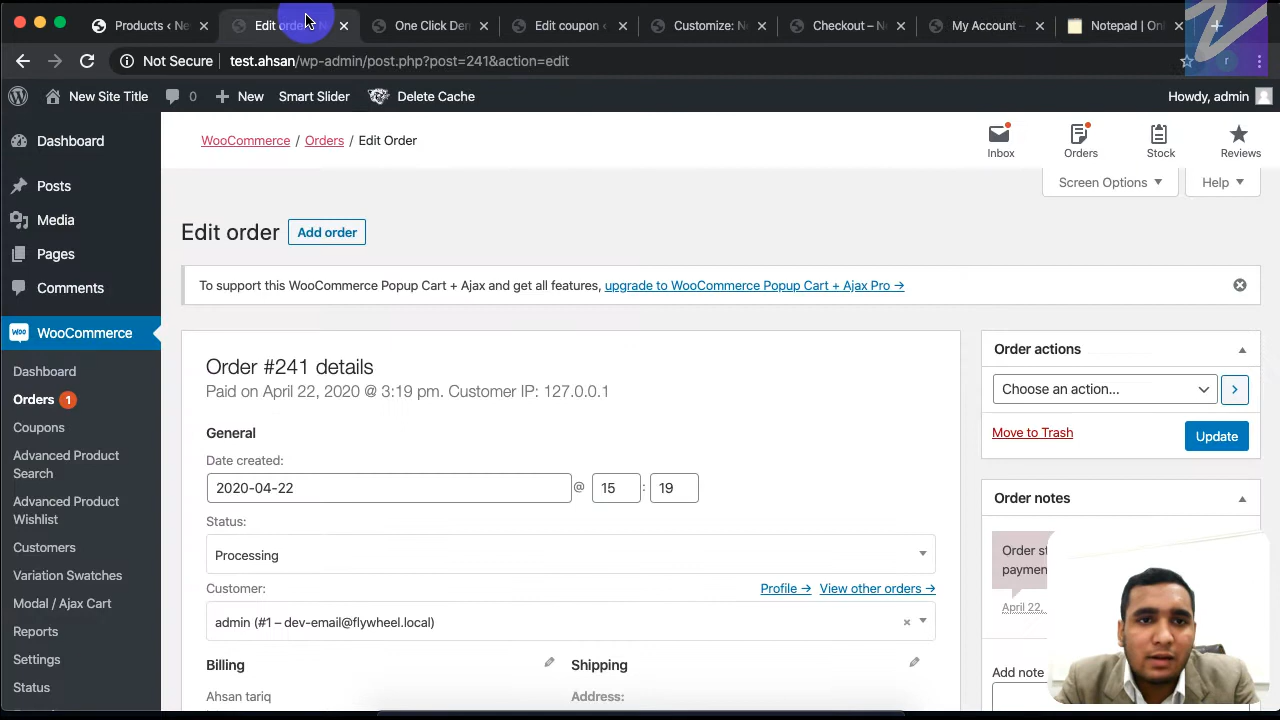 Products < Ne
Edit order
One Click Der
Edit coupon <
Customize: N
Checkout – N
My Account –
Notepad | Onl
Not Secure
test.ahsan/wp-admin/post.php?post=241&action=edit
r
New Site Title
0
New
Smart Slider
Delete Cache
Howdy, admin
Dashboard
Posts
Media
Pages
Comments
WooCommerce
Dashboard
Orders 1
Coupons
Advanced Product
Search
Advanced Product
Wishlist
Customers
Variation Swatches
Modal / Ajax Cart
Reports
Settings
Status
WooCommerce / Orders / Edit Order
Inbox
Orders
Stock
Reviews
Screen Options
Help
Edit order
Add order
To support this WooCommerce Popup Cart + Ajax and get all features, upgrade to WooCommerce Popup Cart + Ajax Pro →
Order #241 details
Paid on April 22, 2020 @ 3:19 pm. Customer IP: 127.0.0.1
General
Date created:
2020-04-22 @ 15 : 19
Status:
Processing
Customer:
Profile →
View other orders →
admin (#1 – dev-email@flywheel.local)
×
Billing
Shipping
Ahsan tariq
Address:
Order actions
Choose an action...
Move to Trash
Update
Order notes
Order st
paymen
April 22,
Add note